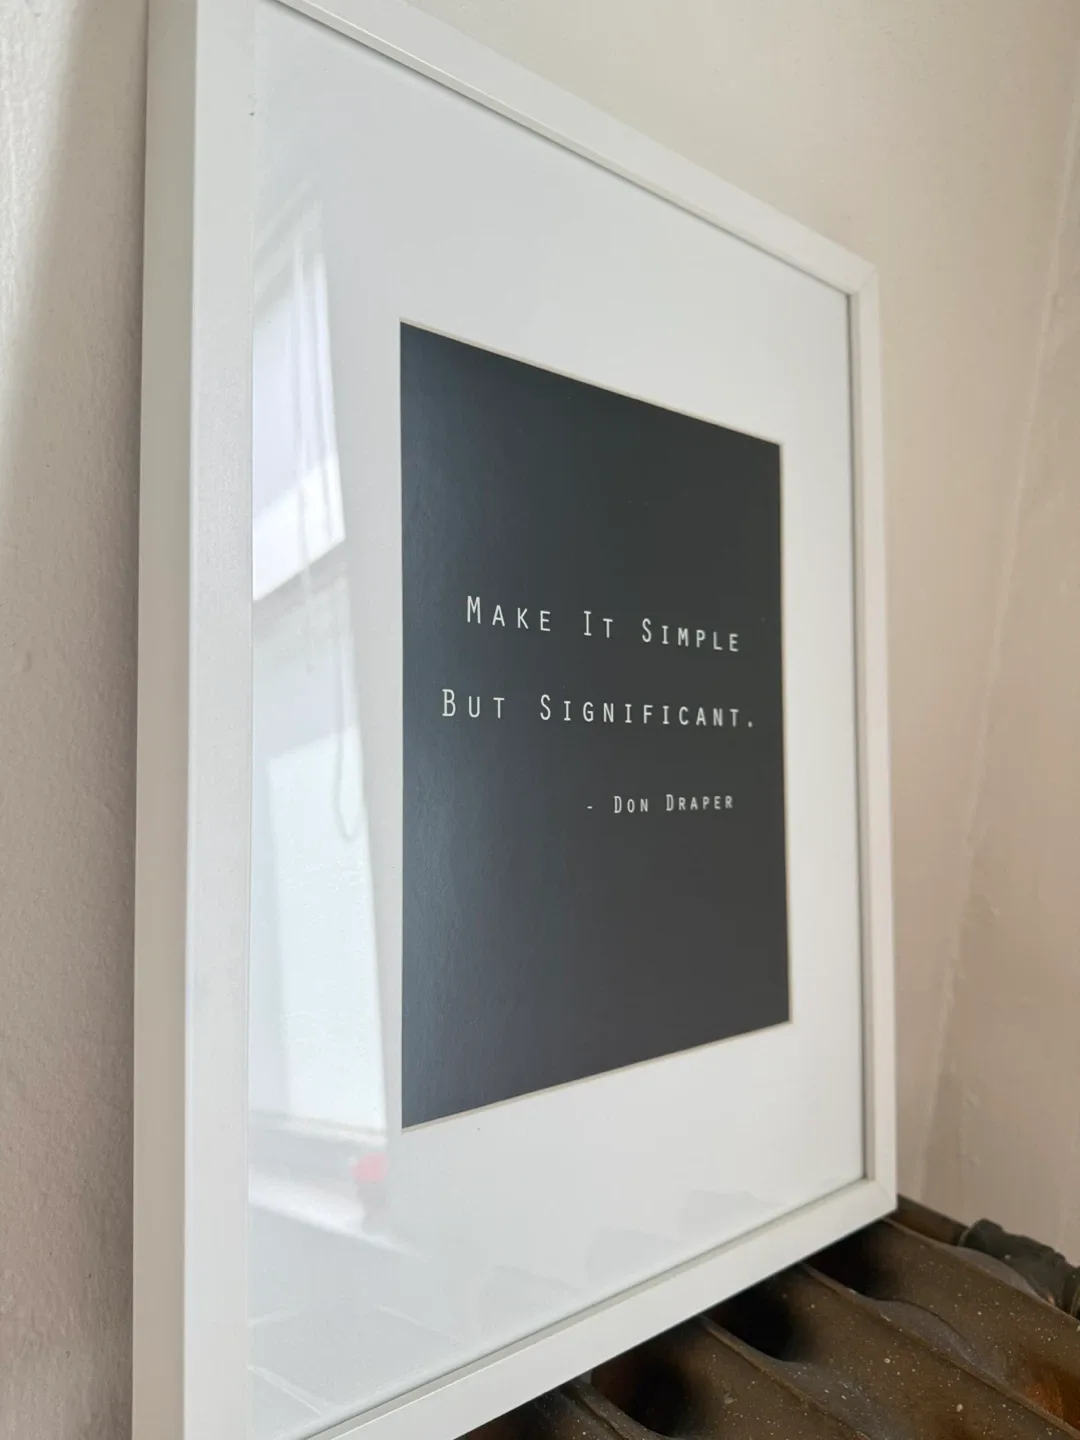 Make It Simple
But Significant.
- Don Draper